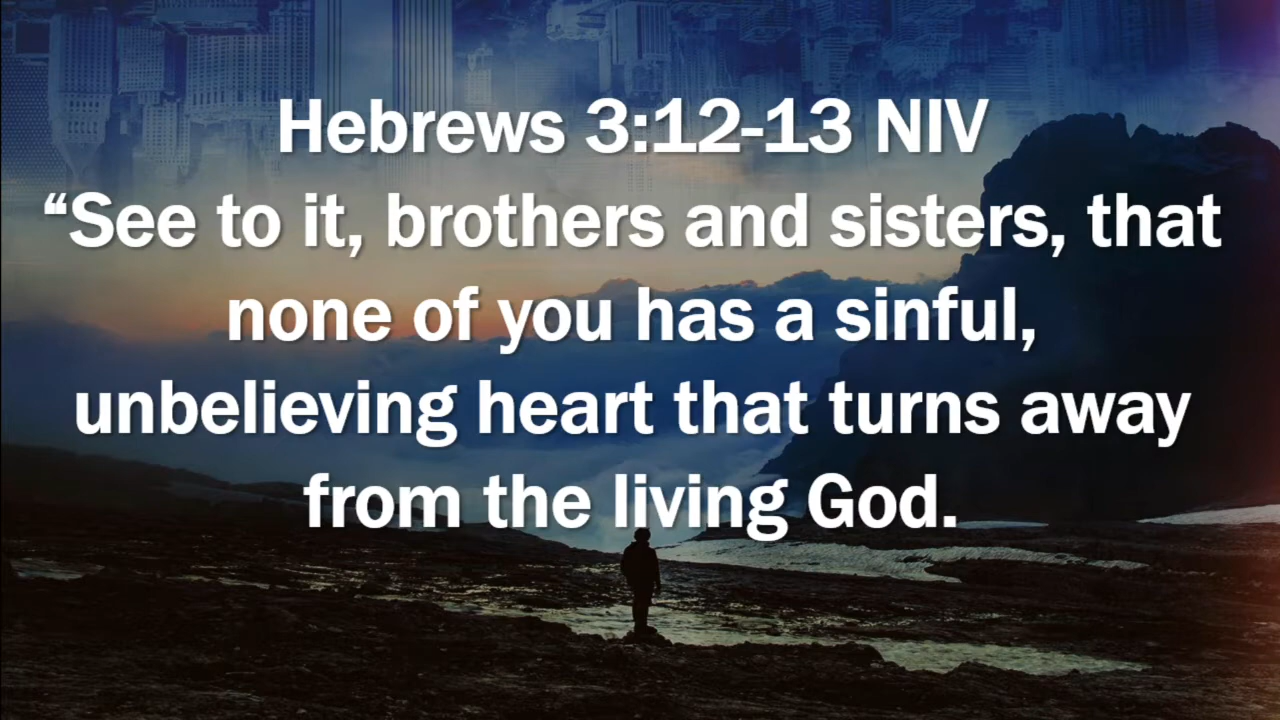 Hebrews 3:12-13 NIV
“See to it, brothers and sisters, that
none of you has a sinful,
unbelieving heart that turns away
from the living God.